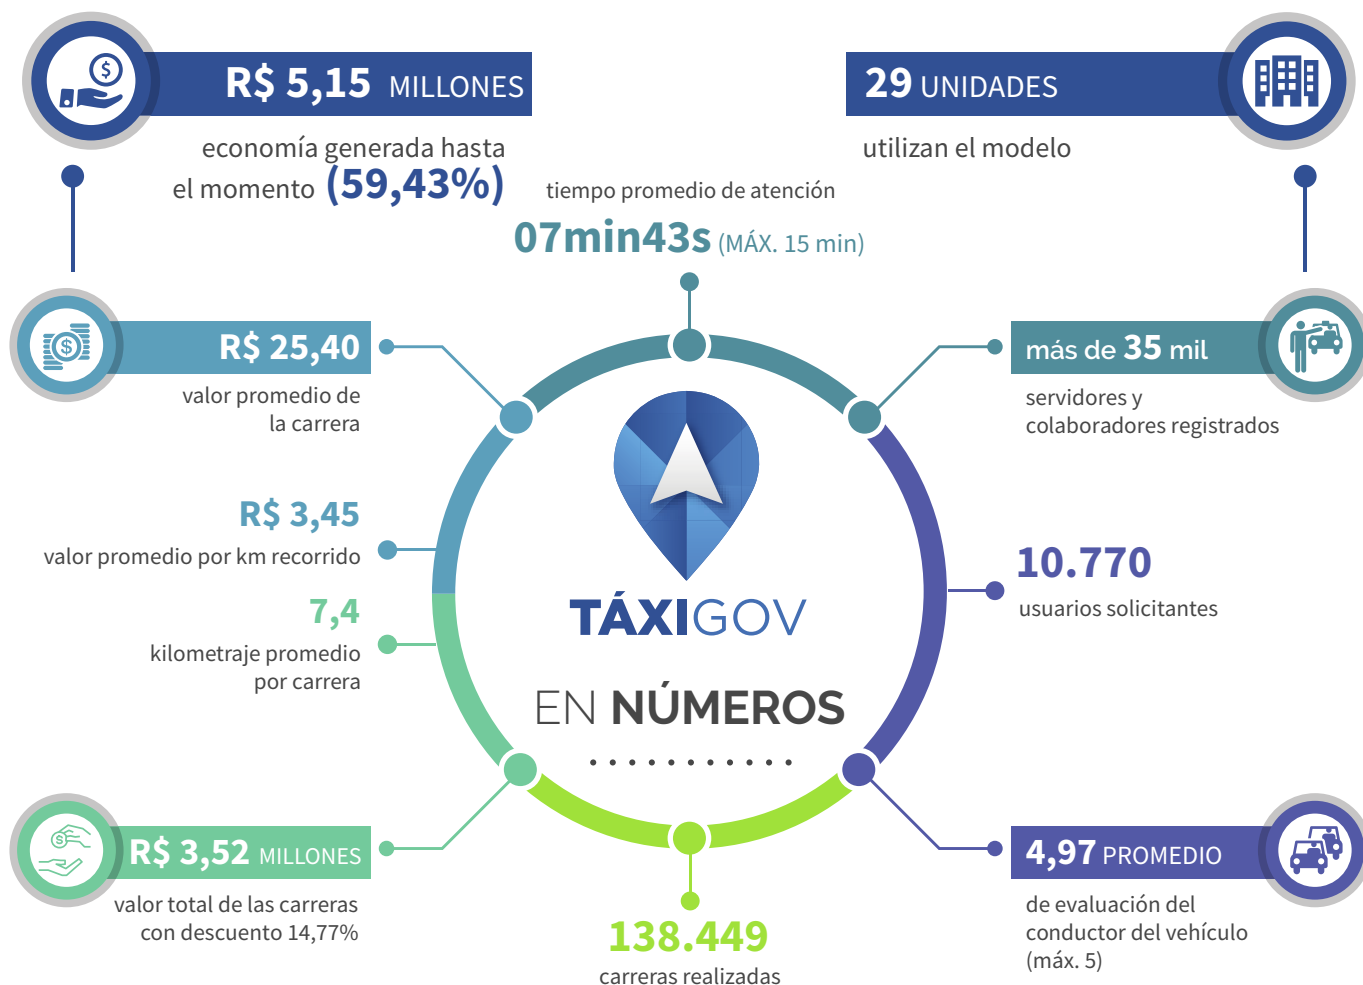 R$ 5,15 MILLONES
economía generada hasta
el momento (59,43%)
29 UNIDADES
utilizan el modelo
tiempo promedio de atención
07min43s (MÁX. 15 min)
R$ 25,40
valor promedio de
la carrera
más de 35 mil
servidores y
colaboradores registrados
R$ 3,45
valor promedio por km recorrido
7,4
kilometraje promedio
por carrera
TÁXIGOV
EN NÚMEROS
10.770
usuarios solicitantes
R$ 3,52 MILLONES
valor total de las carreras
con descuento 14,77%
138.449
carreras realizadas
4,97 PROMEDIO
de evaluación del
conductor del vehículo
(máx. 5)